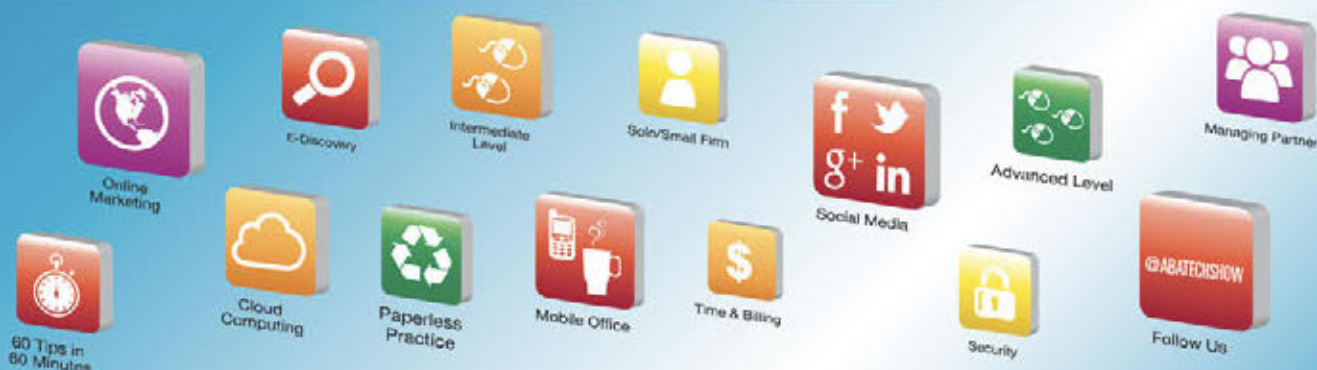 Online
Marketing
E-Discovery
Intermediate
Level
Solo/Small Firm
f
g+ in
Social Media
Advanced Level
Managing Partner
60 Tips in
60 Minutes
Cloud
Computing
Paperless
Practice
Mobile Office
$
Time & Billing
Security
@ABATECHSHOW
Follow Us